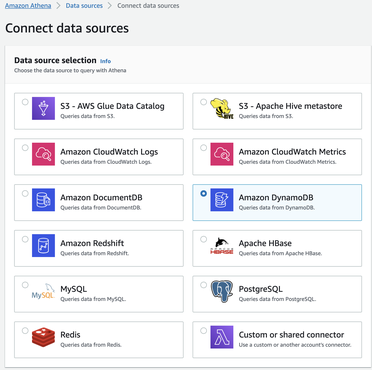 Amazon Athena > Data sources > Connect data sources
Connect data sources
Data source selection Info
Choose the data source to query with Athena
S3 - AWS Glue Data Catalog
Queries data from S3.
S3 - Apache Hive metastore
Queries data from S3.
HIVE
Amazon CloudWatch Logs
Queries data from CloudWatch Logs.
Amazon CloudWatch Metrics
Queries data from CloudWatch Metrics.
Amazon DocumentDB
Queries data from DocumentDB.
Amazon DynamoDB
Queries data from DynamoDB.
Amazon Redshift
Queries data from Redshift.
Apache HBase
Queries data from Apache HBase.
HBASE
MySQL
Queries data from MySQL.
MySQL
PostgreSQL
Queries data from PostgreSQL.
Redis
Queries data from Redis.
Custom or shared connector
Use a custom or another account's connector.